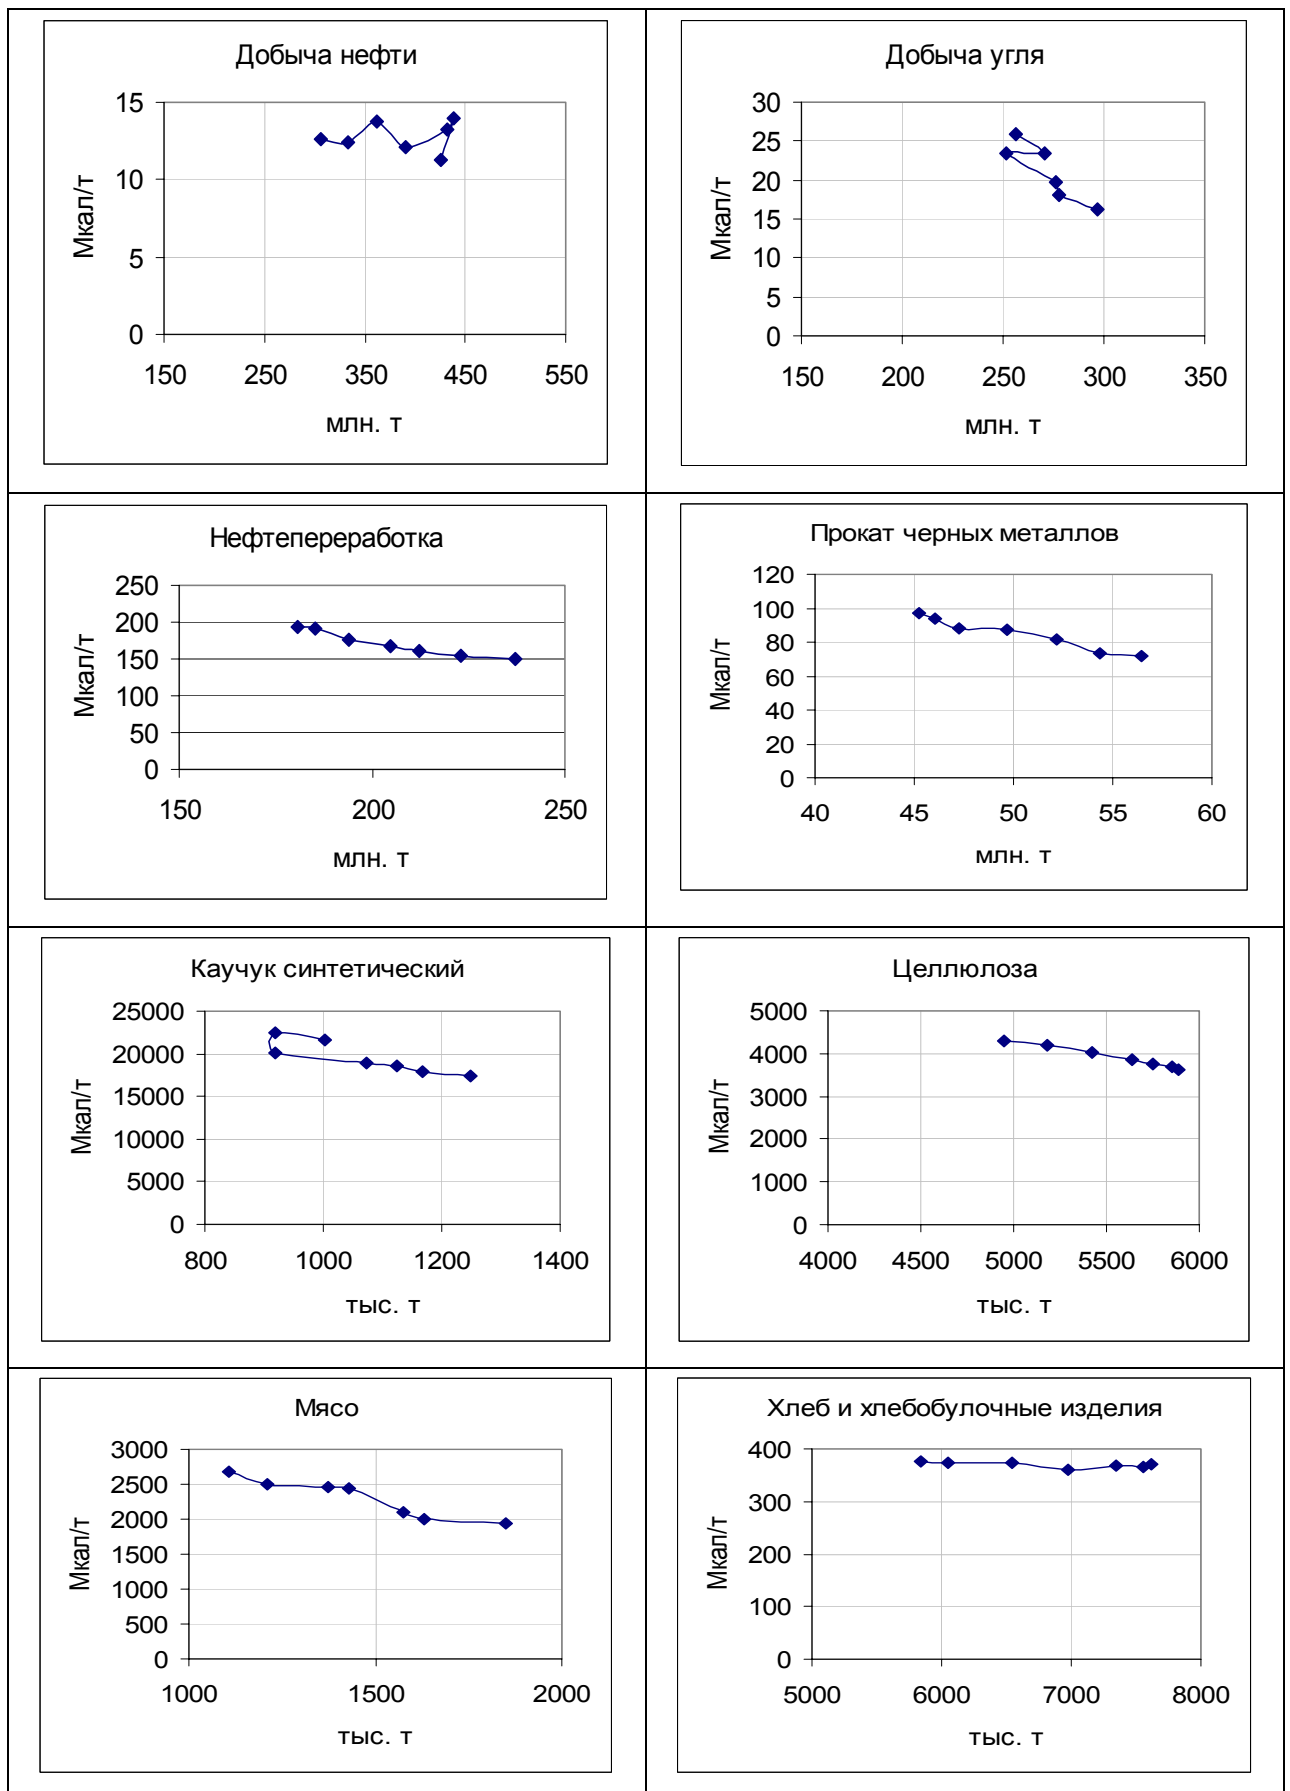 Добыча нефти
15
10
5
0
Мкал/т
150 250 350 450 550
млн. т
Добыча угля
30
25
20
15
10
5
0
Мкал/т
150 200 250 300 350
млн. т
Нефтепереработка
250
200
150
100
50
0
Мкал/т
150 200 250
млн. т
Прокат черных металлов
120
100
80
60
40
20
0
Мкал/т
40 45 50 55 60
млн. т
Каучук синтетический
25000
20000
15000
10000
5000
0
Мкал/т
800 1000 1200 1400
тыс. т
Целлюлоза
5000
4000
3000
2000
1000
0
Мкал/т
4000 4500 5000 5500 6000
тыс. т
Мясо
3000
2500
2000
1500
1000
500
0
Мкал/т
1000 1500 2000
тыс. т
Хлеб и хлебобулочные изделия
400
300
200
100
0
Мкал/т
5000 6000 7000 8000
тыс. т